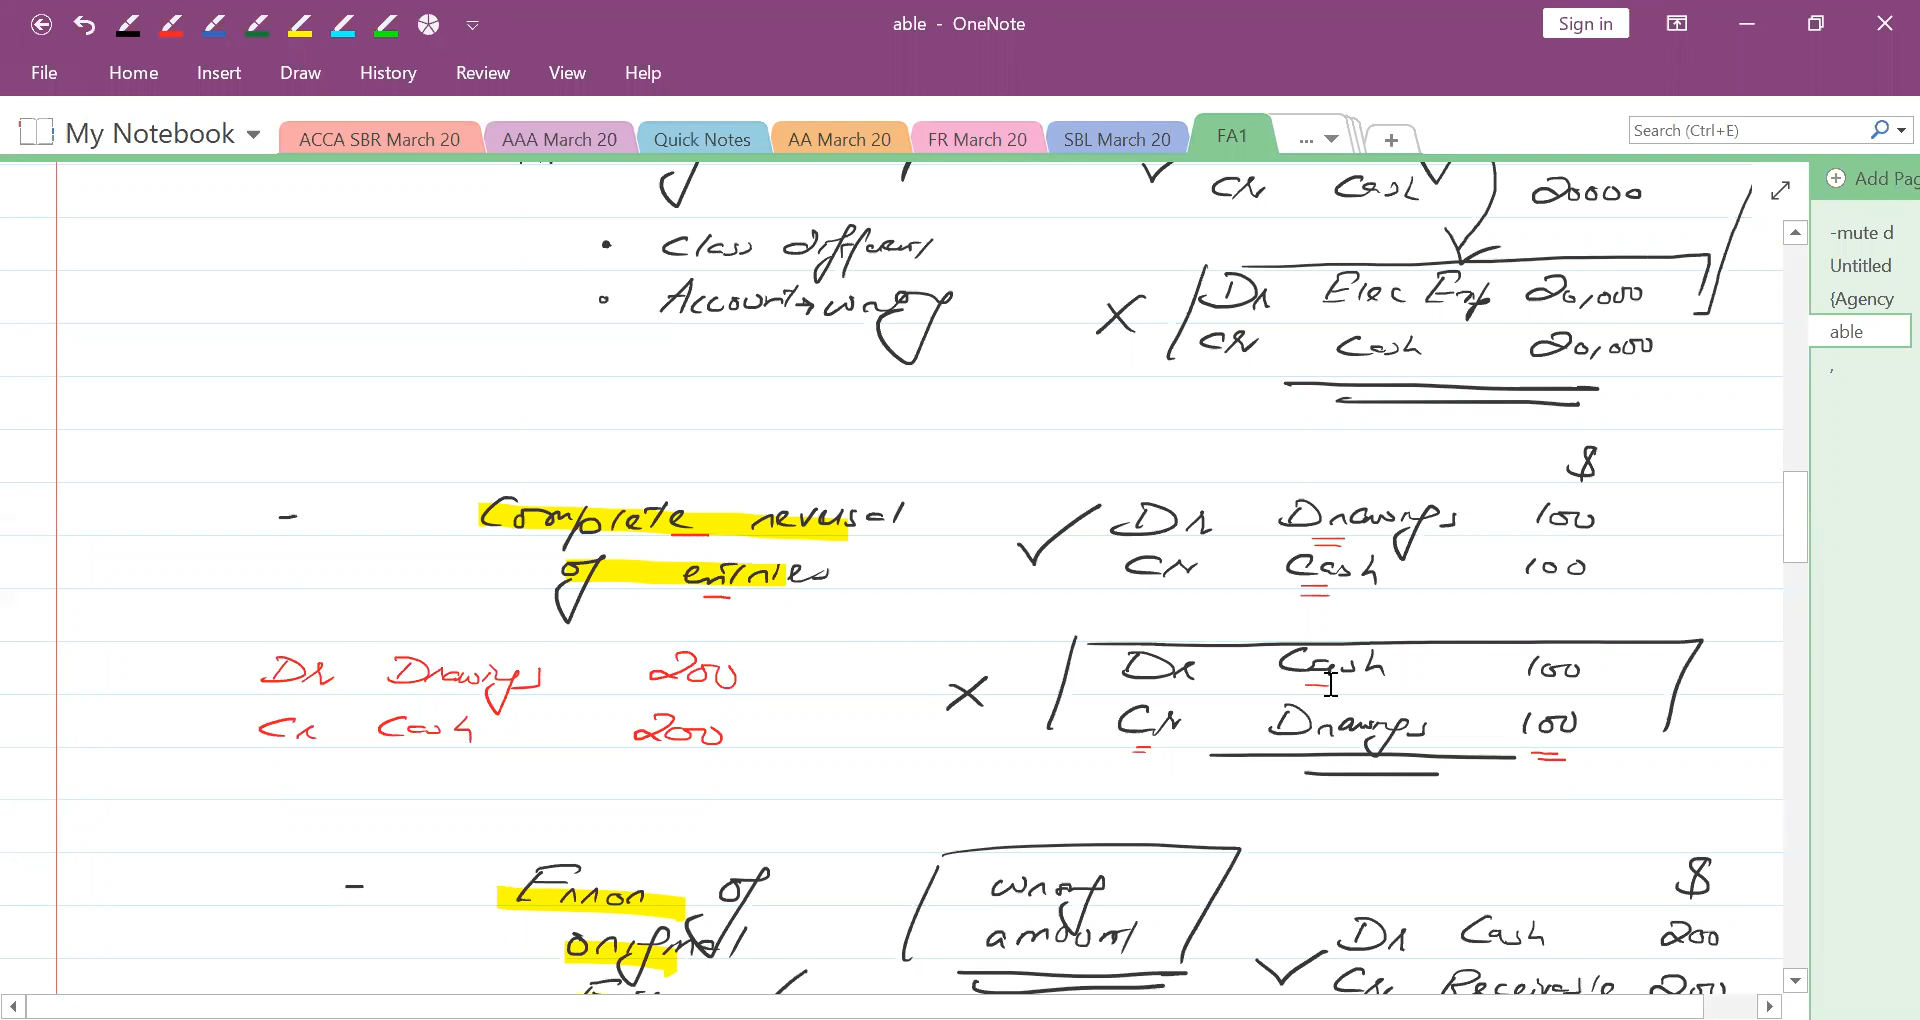 able - OneNote
Sign in
File Home Insert Draw History Review View Help
My Notebook
ACCA SBR March 20 AAA March 20 Quick Notes AA March 20 FR March 20 SBL March 20 FA1 ...
Search (Ctrl+E)
Add Pag
-mute d
Untitled
{Agency
able
,
Cr Cash 20000
• Class different
• Account→wrong
X Dr Elec Exp 20,000
Cr Cash 20,000
$
- Complete reversal
of entries
Dr Drawings 100
Cr Cash 100
Dr Drawings 200
Cr Cash 200
X Dr Cash 100
Cr Drawings 100
- Error of
original
wrong
amount
$
Dr Cash 200
Cr Receivable 200